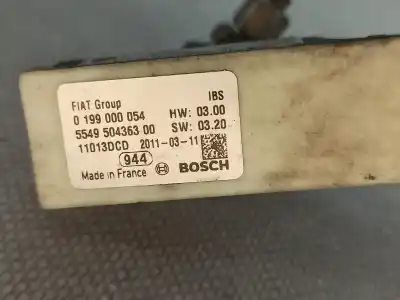 FIAT Group IBS
0 199 000 054 HW: 03.00
5549 504363 00 SW: 03.20
11013DCD 2011-03-11
944
Made in France BOSCH